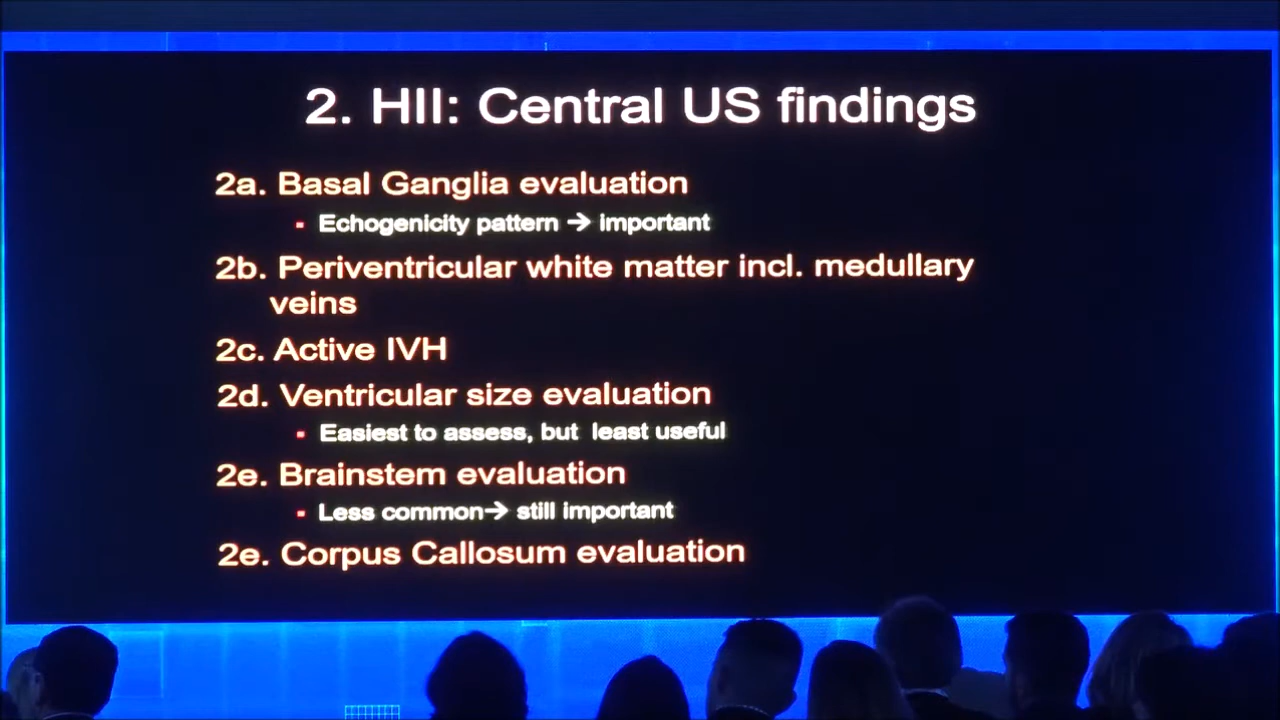 2. HII: Central US findings
2a. Basal Ganglia evaluation
▪ Echogenicity pattern → important
2b. Periventricular white matter incl. medullary
veins
2c. Active IVH
2d. Ventricular size evaluation
▪ Easiest to assess, but least useful
2e. Brainstem evaluation
▪ Less common→ still important
2e. Corpus Callosum evaluation